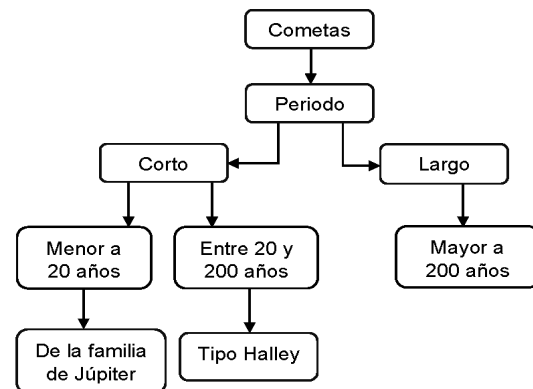 Cometas
Periodo
Corto
Largo
Menor a
20 años
Entre 20 y
200 años
Mayor a
200 años
De la familia
de Júpiter
Tipo Halley